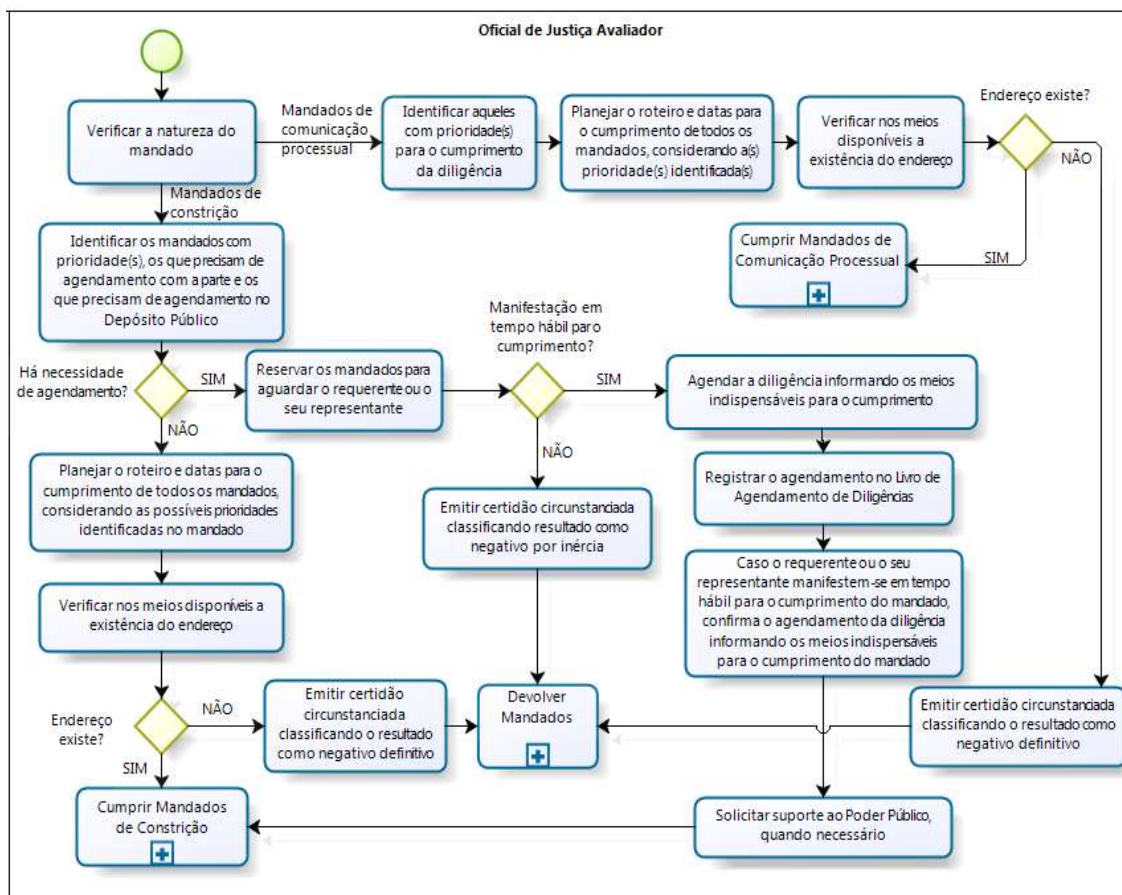 Oficial de Justiça Avaliador
Verificar a natureza do
mandado
Mandados de
comunicação
processual
Identificar aqueles
com prioridade(s)
para o cumprimento
da diligência
Planejar o roteiro e datas para
o cumprimento de todos os
mandados, considerando a(s)
prioridade(s) identificada(s)
Verificar nos meios
disponíveis a
existência do endereço
Endereço existe?
NÃO
SIM
Cumprir Mandados de
Comunicação Processual
Mandados de
constrição
Identificar os mandados com
prioridade(s), os que precisam de
agendamento com a parte e os
que precisam de agendamento no
Depósito Público
Há necessidade
de agendamento?
SIM
Reservar os mandados para
aguardar o requerente ou o
seu representante
Manifestação em
tempo hábil paro
cumprimento?
SIM
Agendar a diligência informando os meios
indispensáveis para o cumprimento
NÃO
NÃO
Planejar o roteiro e datas para o
cumprimento de todos os mandados,
considerando as possíveis prioridades
identificadas no mandado
Emitir certidão circunstanciada
classificando resultado como
negativo por inércia
Registrar o agendamento no Livro de
Agendamento de Diligências
Caso o requerente ou o seu
representante manifestem-se em tempo
hábil para o cumprimento do mandado,
confirma o agendamento da diligência
informando os meios indispensáveis
para o cumprimento do mandado
Verificar nos meios disponíveis a
existência do endereço
Endereço
existe?
NÃO
Emitir certidão
circunstanciada
classificando o resultado
como negativo definitivo
Devolver
Mandados
Emitir certidão circunstanciada
classificando o resultado como
negativo definitivo
SIM
Cumprir Mandados
de Constrição
Solicitar suporte ao Poder Público,
quando necessário